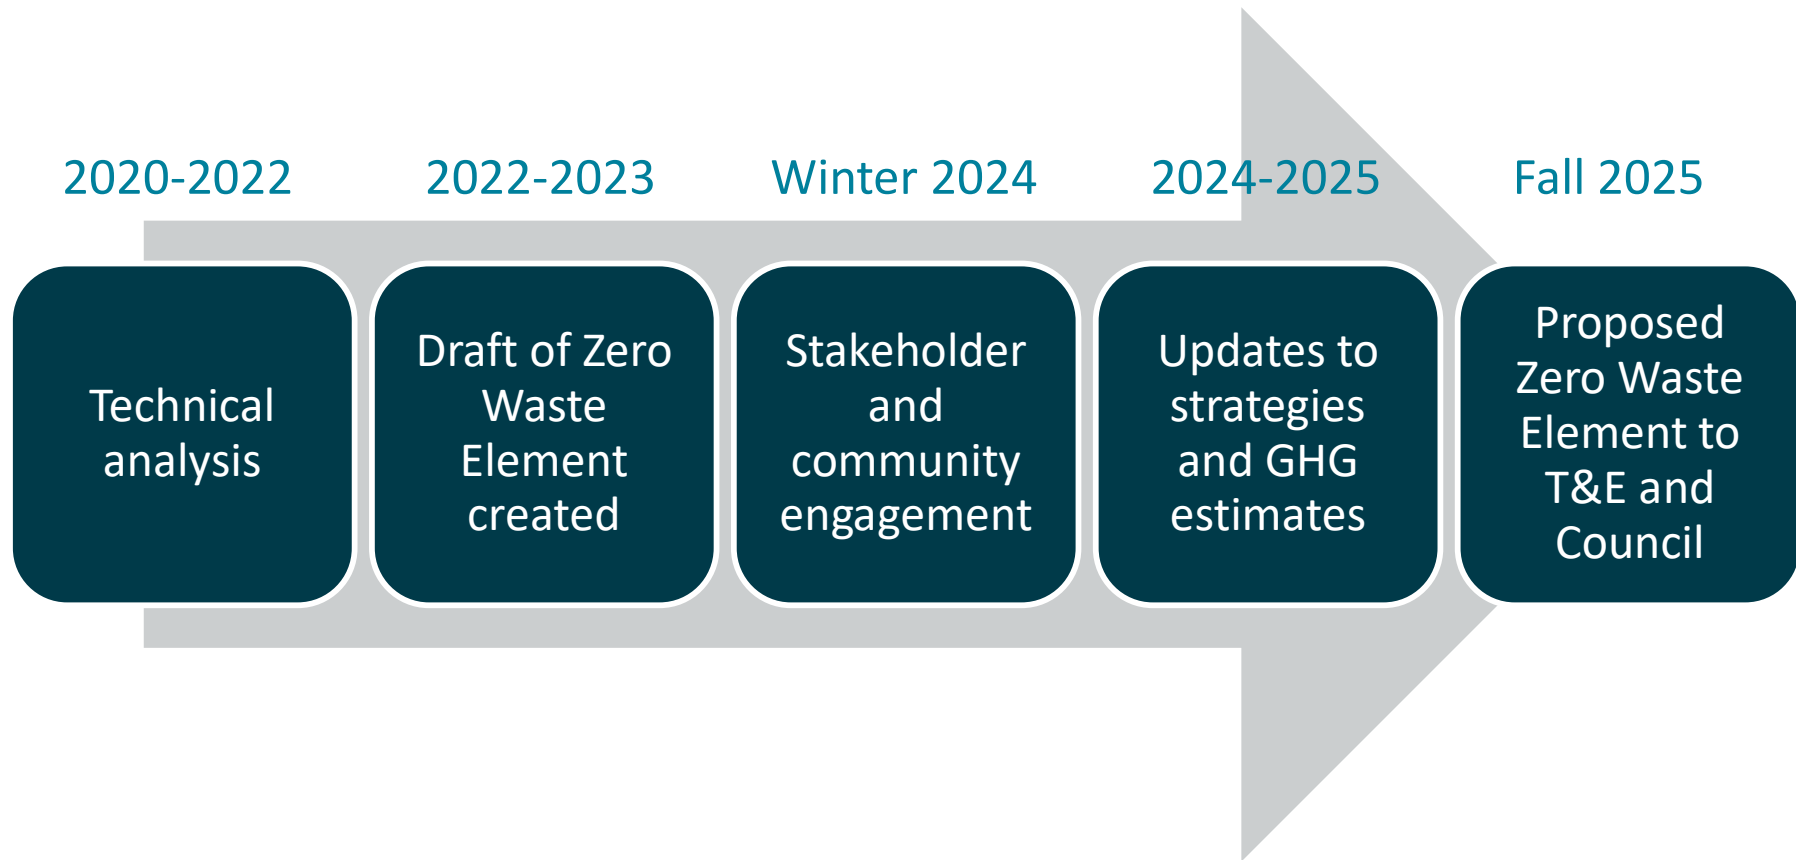 2020-2022
Technical
analysis
2022-2023
Draft of Zero
Waste
Element
created
Winter 2024
Stakeholder
and
community
engagement
2024-2025
Updates to
strategies
and GHG
estimates
Fall 2025
Proposed
Zero Waste
Element to
T&E and
Council